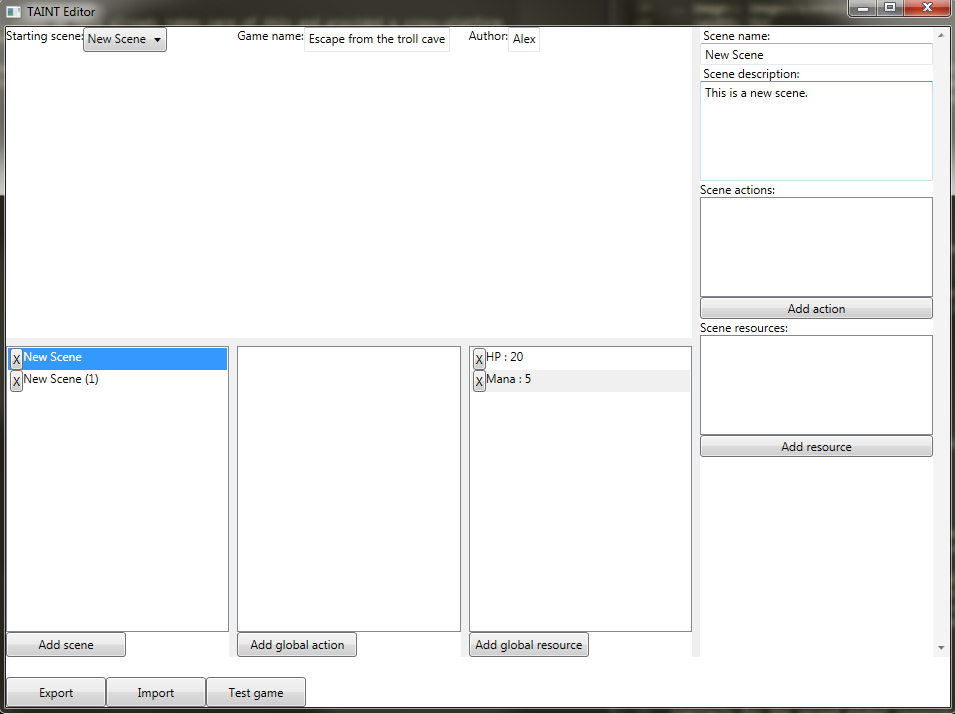 TAINT Editor
Starting scene: New Scene Game name: Escape from the troll cave Author: Alex
Scene name:
New Scene
Scene description:
This is a new scene.
Scene actions:
Add action
Scene resources:
Add resource
X New Scene
X New Scene (1)
Add scene
Add global action
X HP : 20
X Mana : 5
Add global resource
Export Import Test game